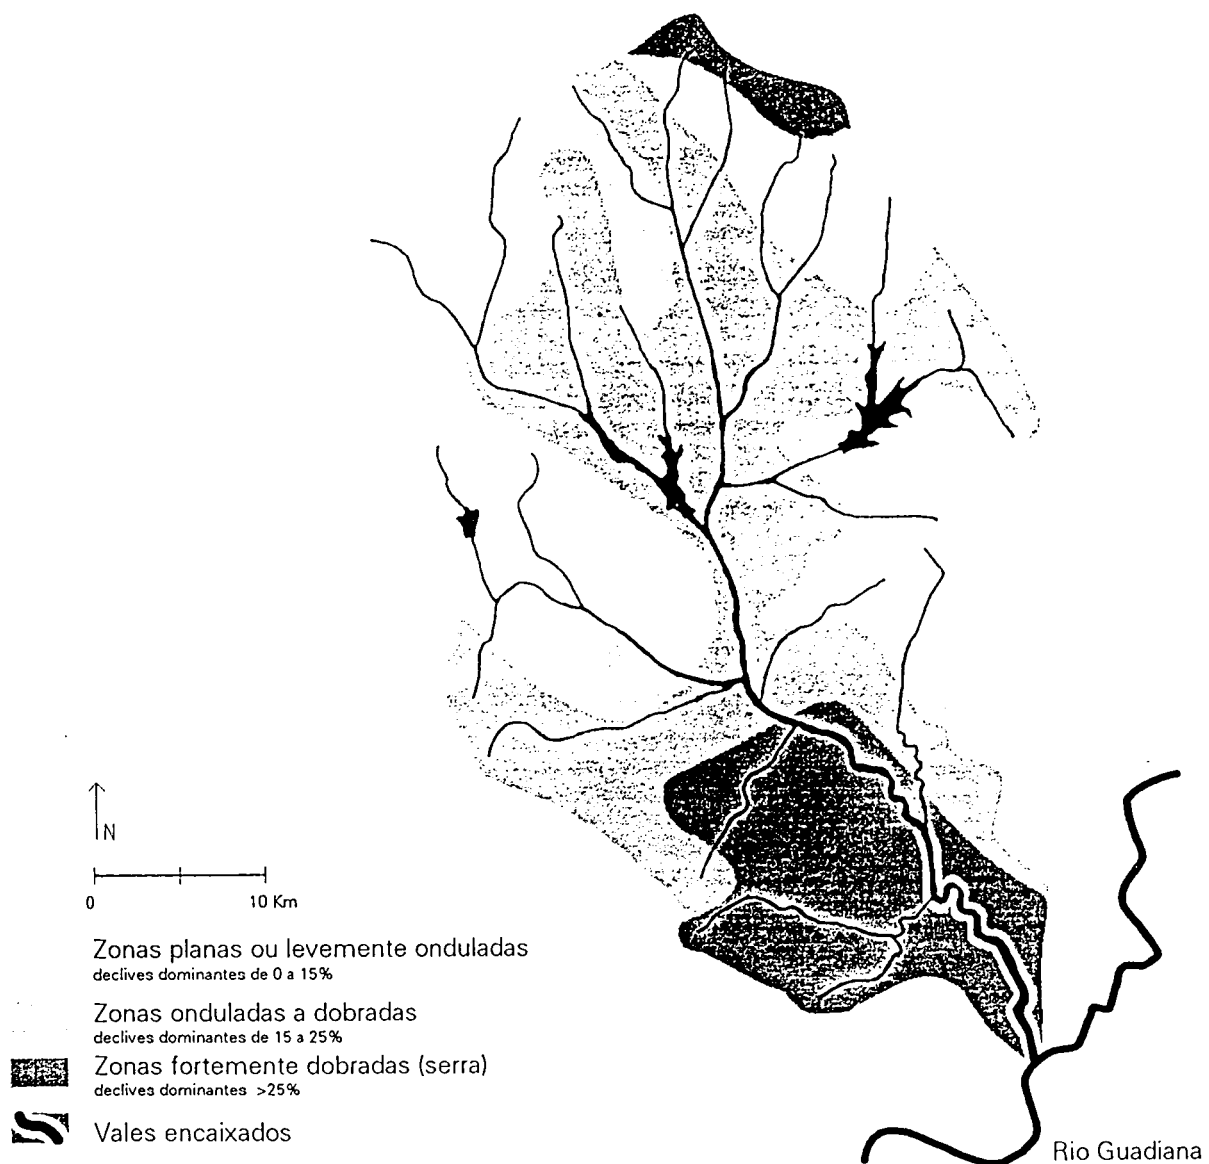 N
0 10 Km
Zonas planas ou levemente onduladas
declives dominantes de 0 a 15%
Zonas onduladas a dobradas
declives dominantes de 15 a 25%
Zonas fortemente dobradas (serra)
declives dominantes >25%
Vales encaixados
Rio Guadiana